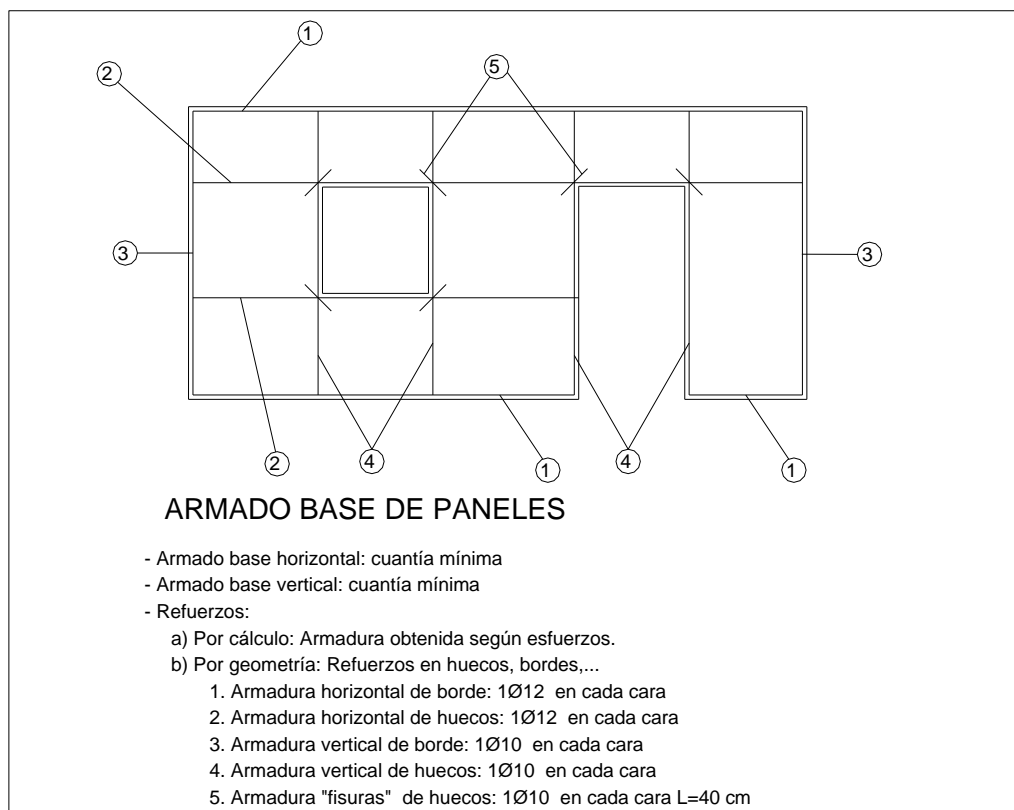 1
2
5
3
3
2
4
1
4
1
ARMADO BASE DE PANELES
- Armado base horizontal: cuantía mínima
- Armado base vertical: cuantía mínima
- Refuerzos:
a) Por cálculo: Armadura obtenida según esfuerzos.
b) Por geometría: Refuerzos en huecos, bordes,...
1. Armadura horizontal de borde: 1Ø12 en cada cara
2. Armadura horizontal de huecos: 1Ø12 en cada cara
3. Armadura vertical de borde: 1Ø10 en cada cara
4. Armadura vertical de huecos: 1Ø10 en cada cara
5. Armadura "fisuras" de huecos: 1Ø10 en cada cara L=40 cm